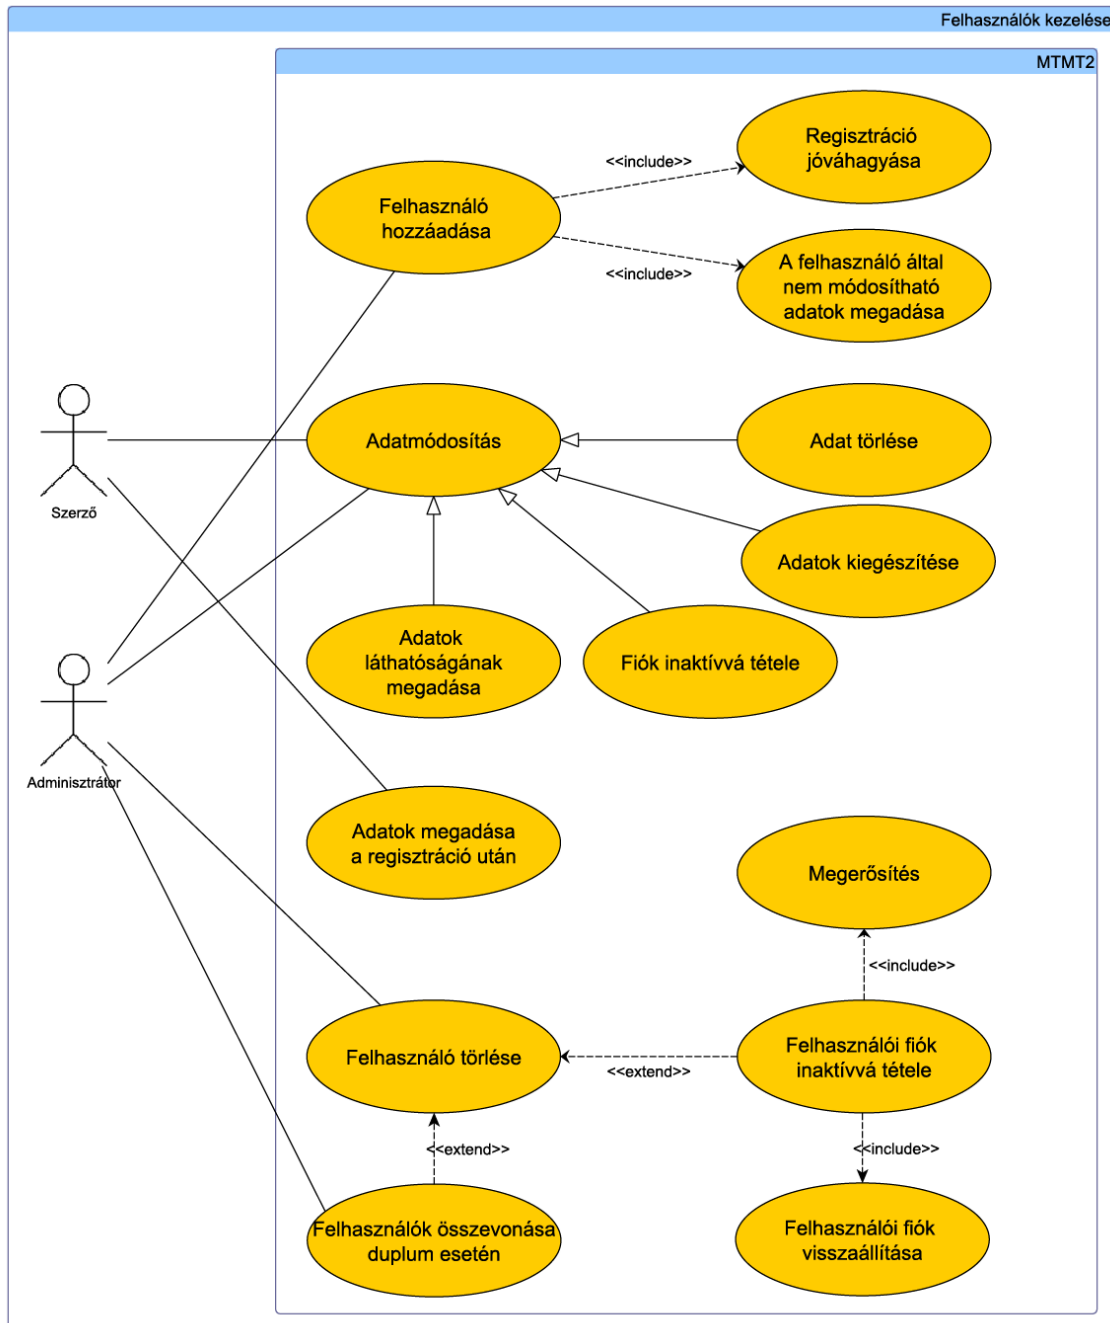 Felhasználók kezelése
MTMT2
Regisztráció
jóváhagyása
<<include>>
Felhasználó
hozzáadása
A felhasználó által
nem módosítható
adatok megadása
<<include>>
Adatmódosítás
Adat törlése
Szerző
Adatok kiegészítése
Adatok
láthatóságának
megadása
Fiók inaktívvá tétele
Adminisztrátor
Adatok megadása
a regisztráció után
Megerősítés
<<include>>
Felhasználó törlése
<<extend>>
Felhasználói fiók
inaktívvá tétele
<<extend>>
<<include>>
Felhasználók összevonása
duplum esetén
Felhasználói fiók
visszaállítása